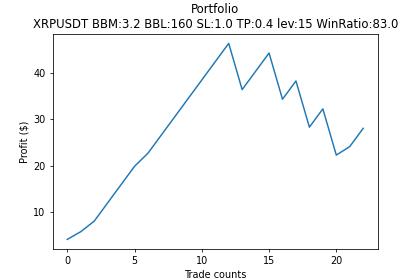 Portfolio
XRPUSDT BBM:3.2 BBL:160 SL:1.0 TP:0.4 lev:15 WinRatio:83.0
40
30
20
10
Profit ($)
0
5
10
15
20
Trade counts